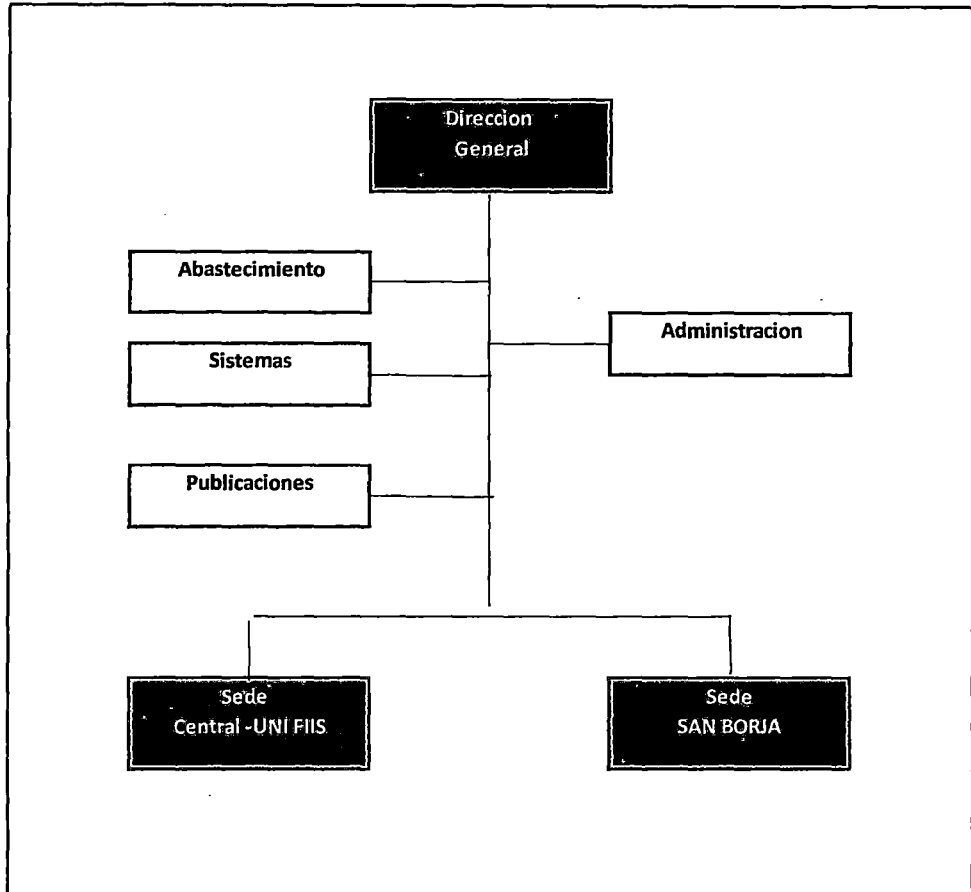 Direccion
General
Abastecimiento
Administracion
Sistemas
Publicaciones
Sede
Central -UNI FIIS
Sede
SAN BORJA